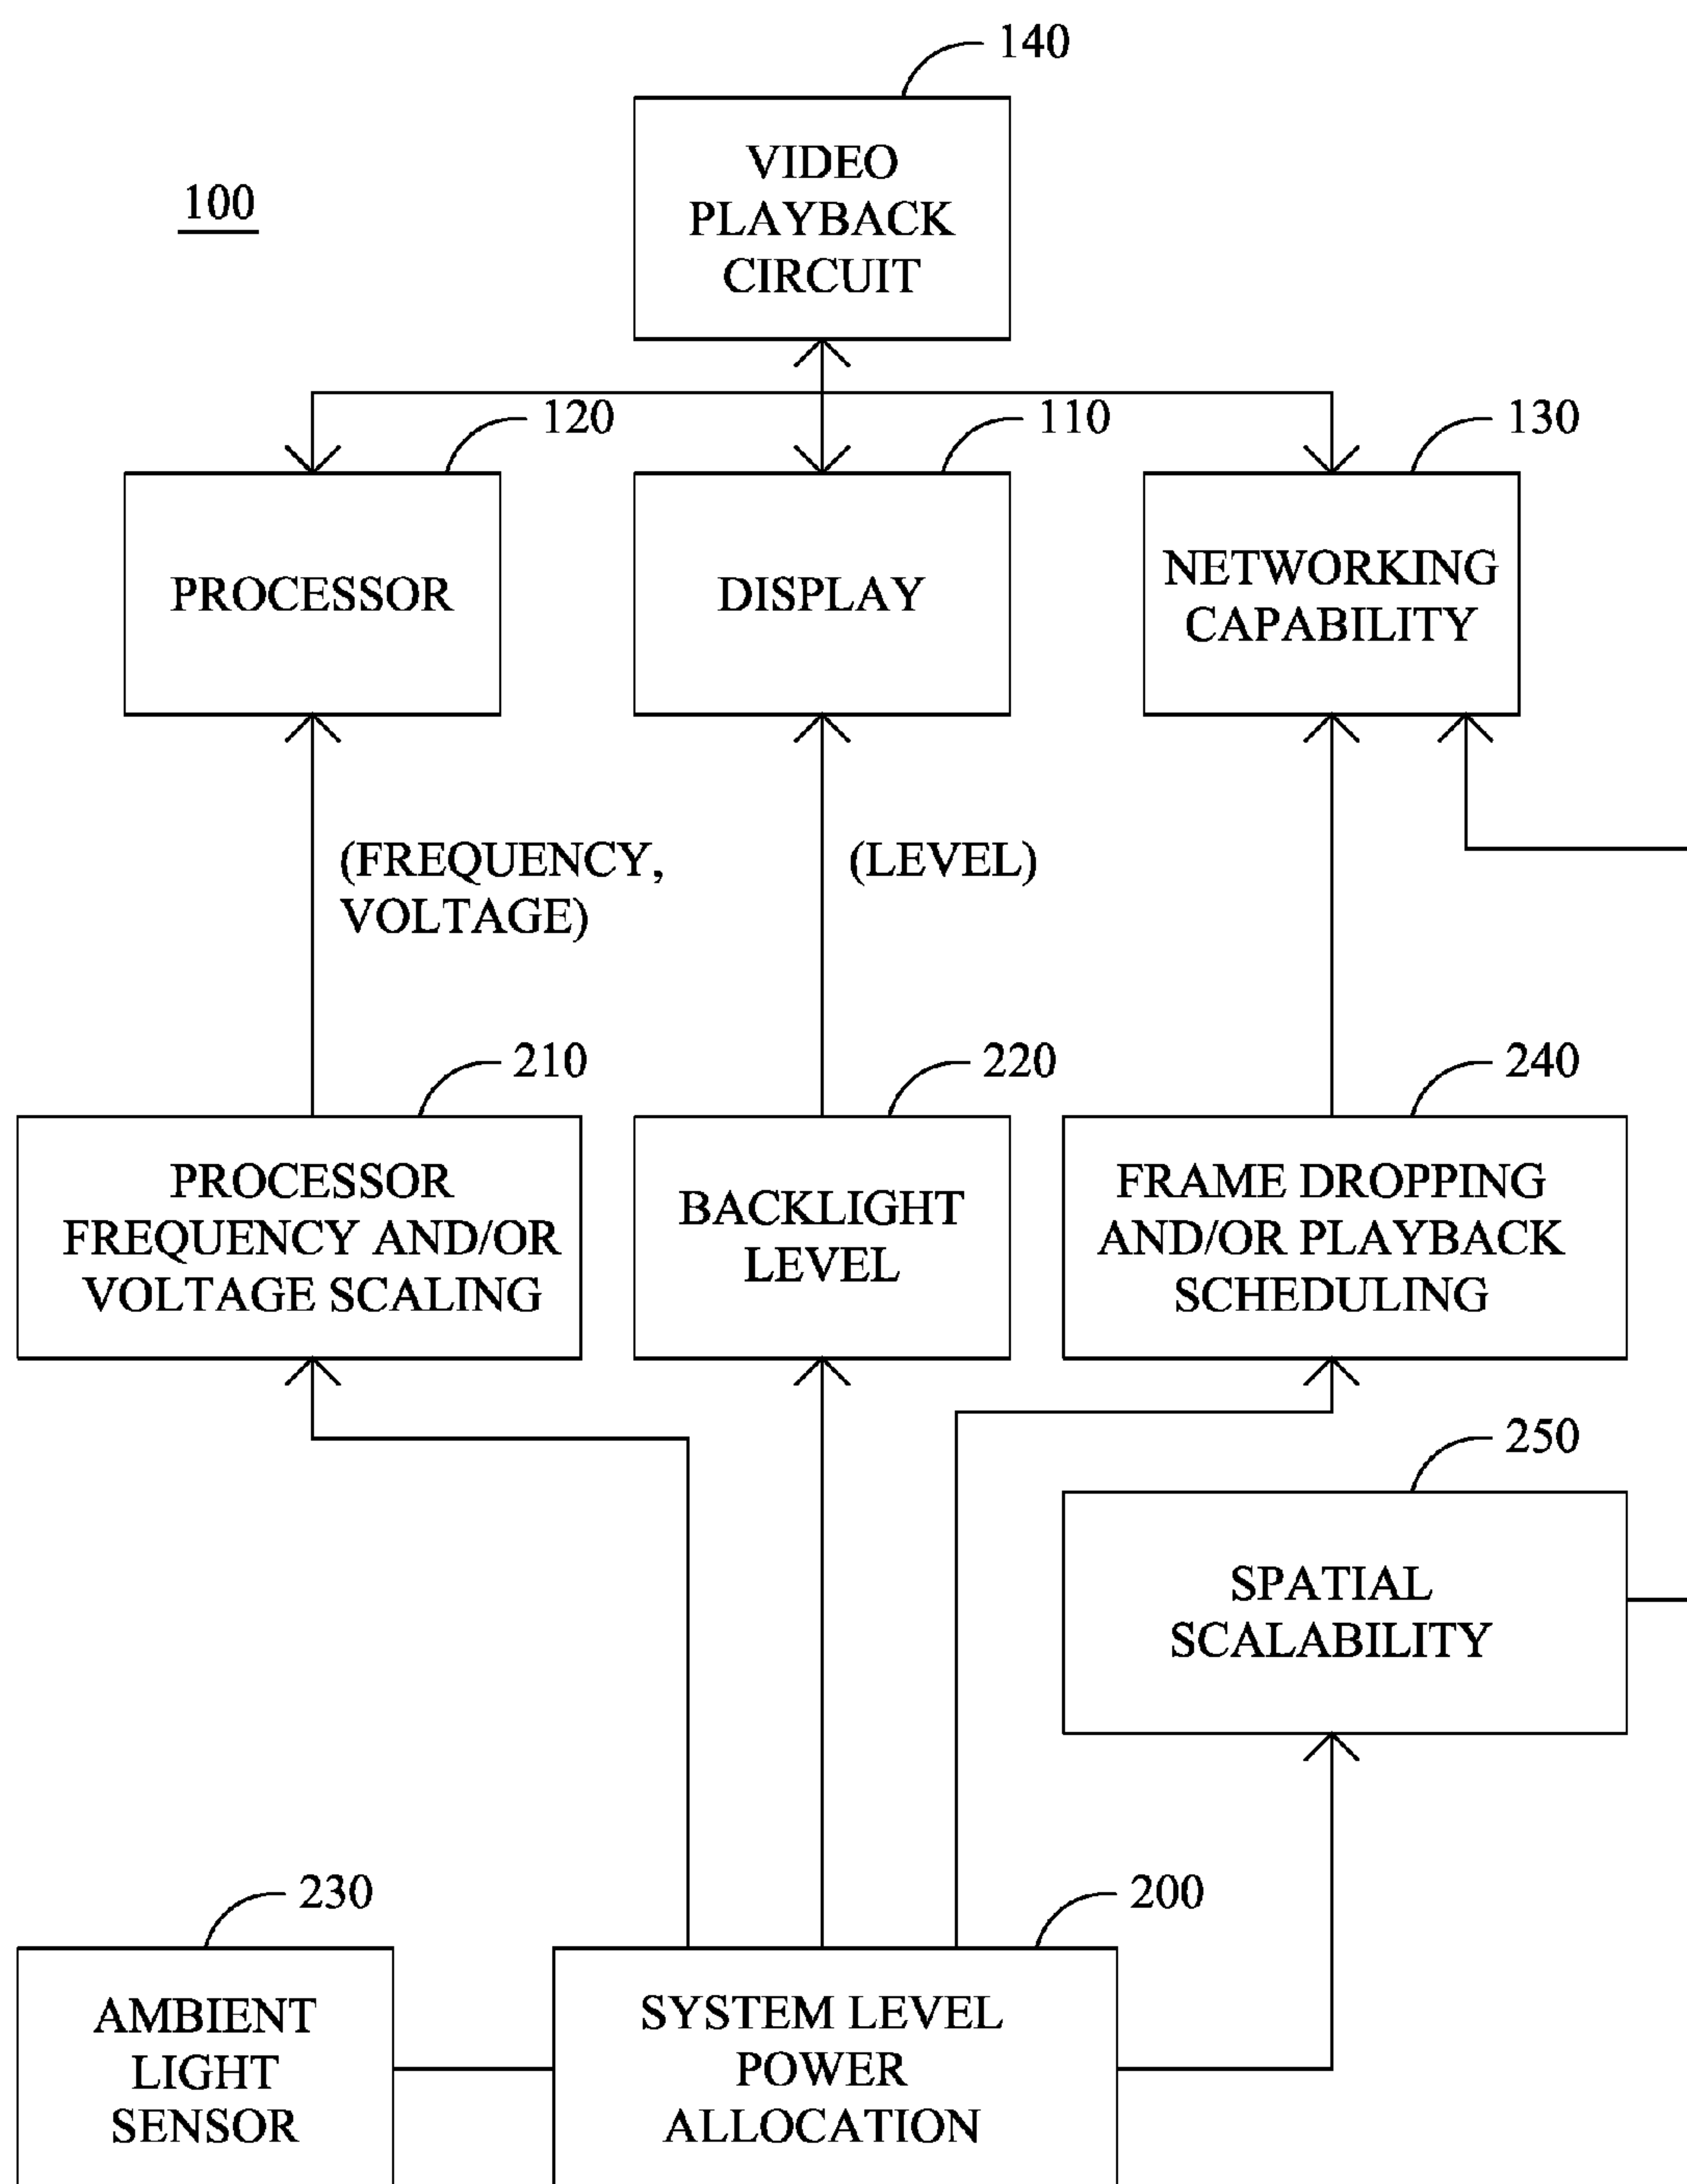 140
100
VIDEO
PLAYBACK
CIRCUIT
120
110
130
PROCESSOR
DISPLAY
NETWORKING
CAPABILITY
(FREQUENCY,
VOLTAGE)
(LEVEL)
210
220
240
PROCESSOR
FREQUENCY AND/OR
VOLTAGE SCALING
BACKLIGHT
LEVEL
FRAME DROPPING
AND/OR PLAYBACK
SCHEDULING
250
SPATIAL
SCALABILITY
230
200
AMBIENT
LIGHT
SENSOR
SYSTEM LEVEL
POWER
ALLOCATION